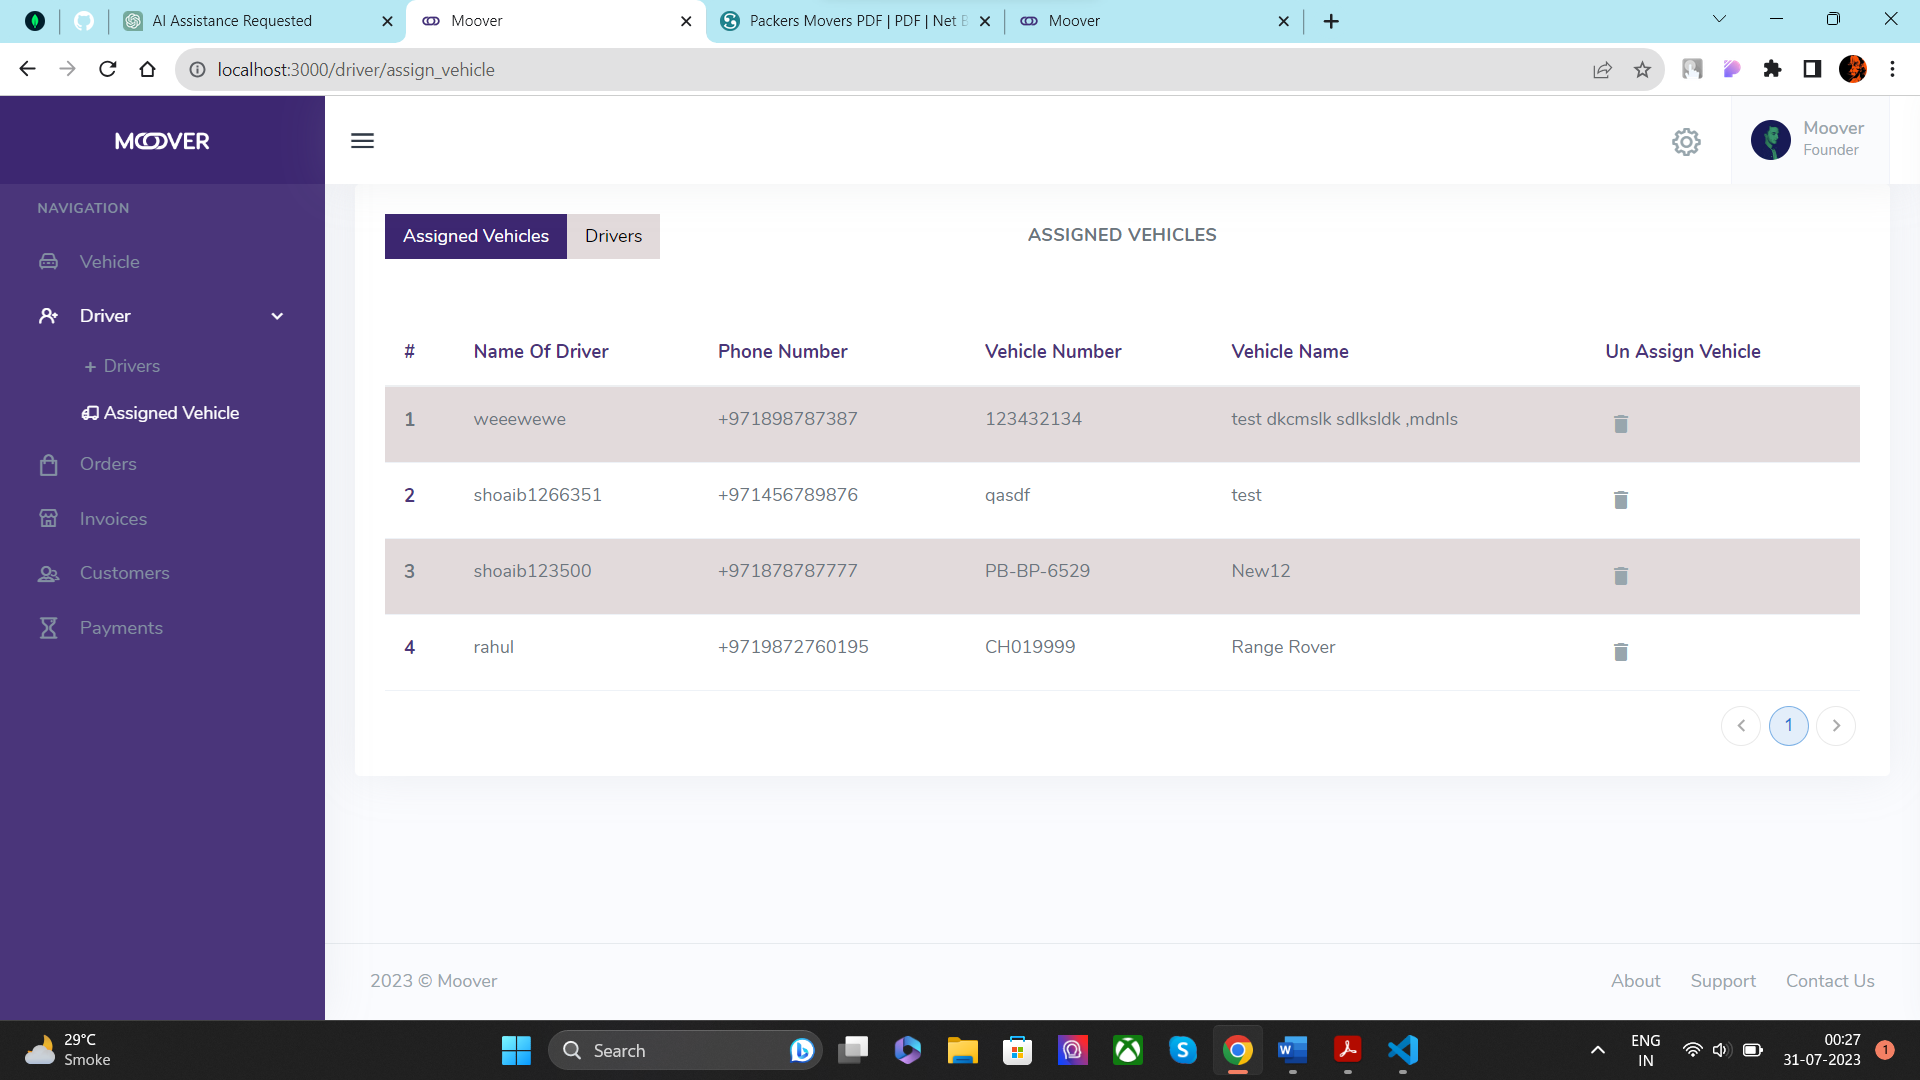 AI Assistance Requested
Moover
Packers Movers PDF | PDF | Net B
Moover
localhost:3000/driver/assign_vehicle
MOOVER
Moover
Founder
NAVIGATION
Vehicle
Driver
+ Drivers
Assigned Vehicle
Orders
Invoices
Customers
Payments
Assigned Vehicles Drivers
ASSIGNED VEHICLES
# Name Of Driver Phone Number Vehicle Number Vehicle Name Un Assign Vehicle
1 weeewewe +971898787387 123432134 test dkcmslk sdlksldk ,mdnls
2 shoaib1266351 +971456789876 qasdf test
3 shoaib123500 +971878787777 PB-BP-6529 New12
4 rahul +9719872760195 CH019999 Range Rover
1
2023 © Moover
About Support Contact Us
29°C
Smoke
Search
ENG
IN
00:27
31-07-2023
1